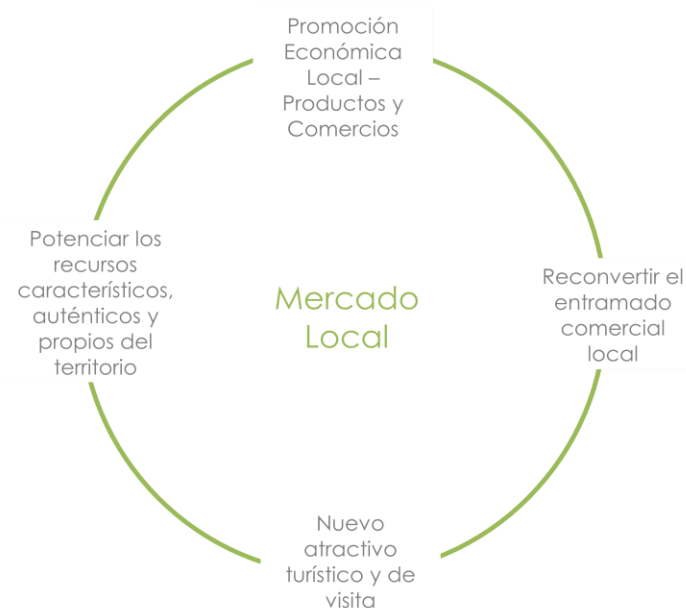 Promoción
Económica
Local –
Productos y
Comercios
Potenciar los
recursos
característicos,
auténticos y
propios del
territorio
Mercado
Local
Reconvertir el
entramado
comercial
local
Nuevo
atractivo
turístico y de
visita